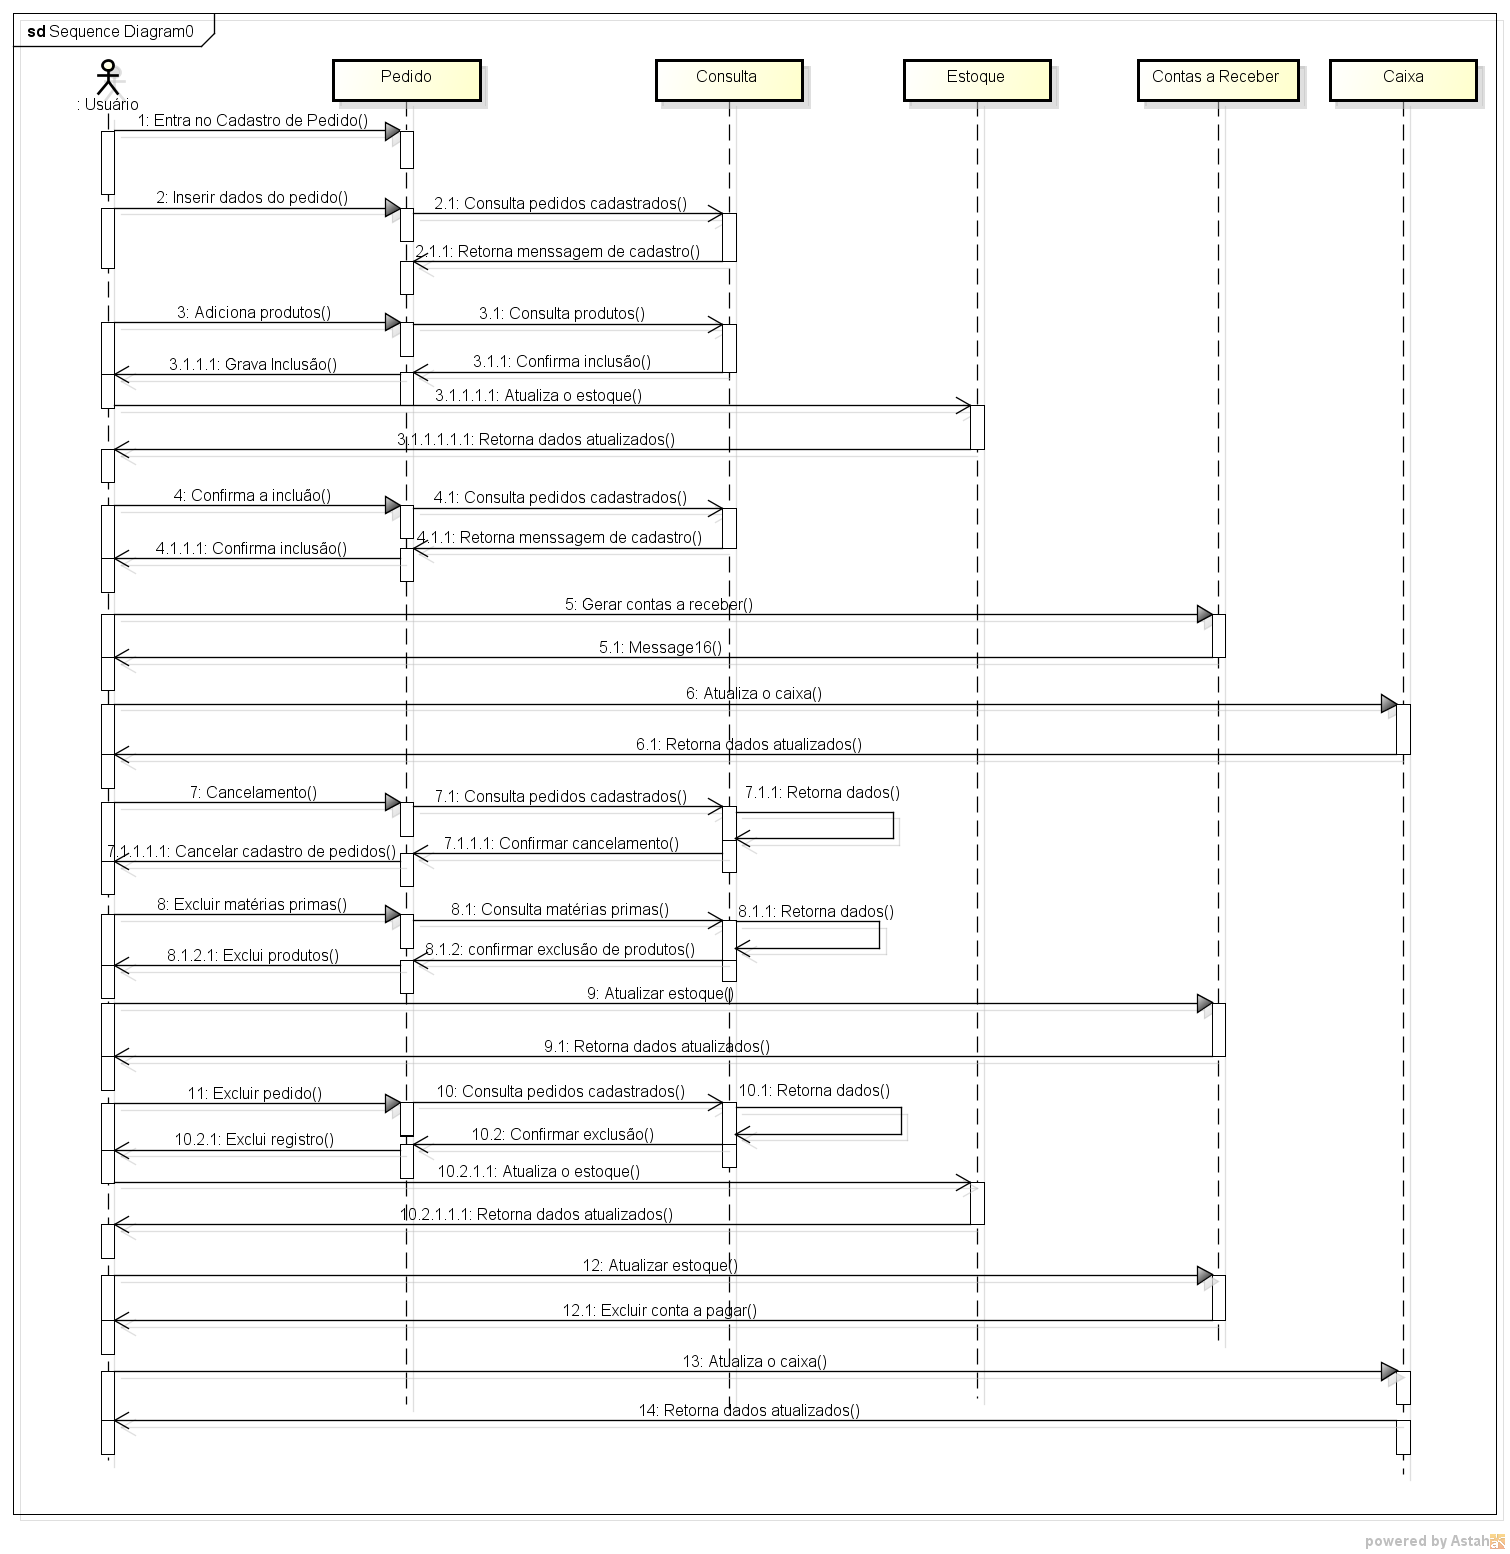 sd Sequence Diagram0
: Usuário
Pedido
Consulta
Estoque
Contas a Receber
Caixa
1: Entra no Cadastro de Pedido()
2: Inserir dados do pedido()
2.1: Consulta pedidos cadastrados()
2.1.1: Retorna menssagem de cadastro()
3: Adiciona produtos()
3.1: Consulta produtos()
3.1.1: Confirma inclusão()
3.1.1.1: Grava Inclusão()
3.1.1.1.1: Atualiza o estoque()
3.1.1.1.1.1: Retorna dados atualizados()
4: Confirma a incluão()
4.1: Consulta pedidos cadastrados()
4.1.1: Retorna menssagem de cadastro()
4.1.1.1: Confirma inclusão()
5: Gerar contas a receber()
5.1: Message16()
6: Atualiza o caixa()
6.1: Retorna dados atualizados()
7: Cancelamento()
7.1: Consulta pedidos cadastrados()
7.1.1: Retorna dados()
7.1.1.1: Confirmar cancelamento()
7.1.1.1.1: Cancelar cadastro de pedidos()
8: Excluir matérias primas()
8.1: Consulta matérias primas()
8.1.1: Retorna dados()
8.1.2: confirmar exclusão de produtos()
8.1.2.1: Exclui produtos()
9: Atualizar estoque()
9.1: Retorna dados atualizados()
11: Excluir pedido()
10: Consulta pedidos cadastrados()
10.1: Retorna dados()
10.2: Confirmar exclusão()
10.2.1: Exclui registro()
10.2.1.1: Atualiza o estoque()
10.2.1.1.1: Retorna dados atualizados()
12: Atualizar estoque()
12.1: Excluir conta a pagar()
13: Atualiza o caixa()
14: Retorna dados atualizados()
powered by Astah